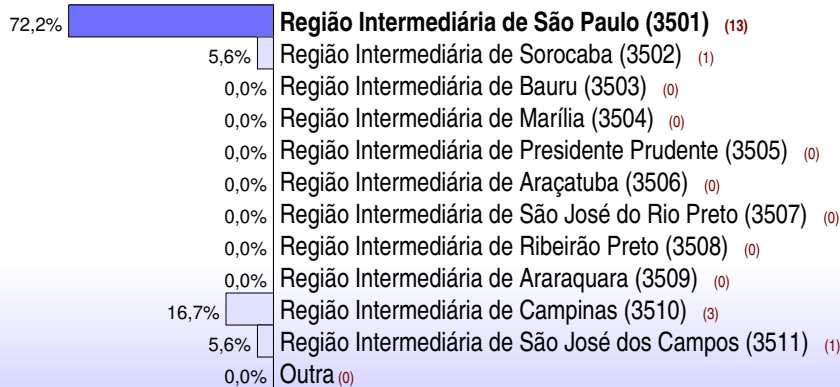 72,2% Região Intermediária de São Paulo (3501) (13)
5,6% Região Intermediária de Sorocaba (3502) (1)
0,0% Região Intermediária de Bauru (3503) (0)
0,0% Região Intermediária de Marília (3504) (0)
0,0% Região Intermediária de Presidente Prudente (3505) (0)
0,0% Região Intermediária de Araçatuba (3506) (0)
0,0% Região Intermediária de São José do Rio Preto (3507) (0)
0,0% Região Intermediária de Ribeirão Preto (3508) (0)
0,0% Região Intermediária de Araraquara (3509) (0)
16,7% Região Intermediária de Campinas (3510) (3)
5,6% Região Intermediária de São José dos Campos (3511) (1)
0,0% Outra (0)